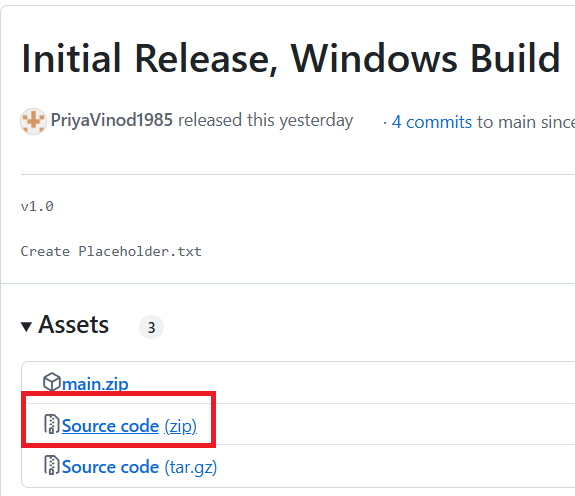 Initial Release, Windows Build
PriyaVinod1985 released this yesterday · 4 commits to main since
v1.0
Create Placeholder.txt
Assets 3
main.zip
Source code (zip)
Source code (tar.gz)